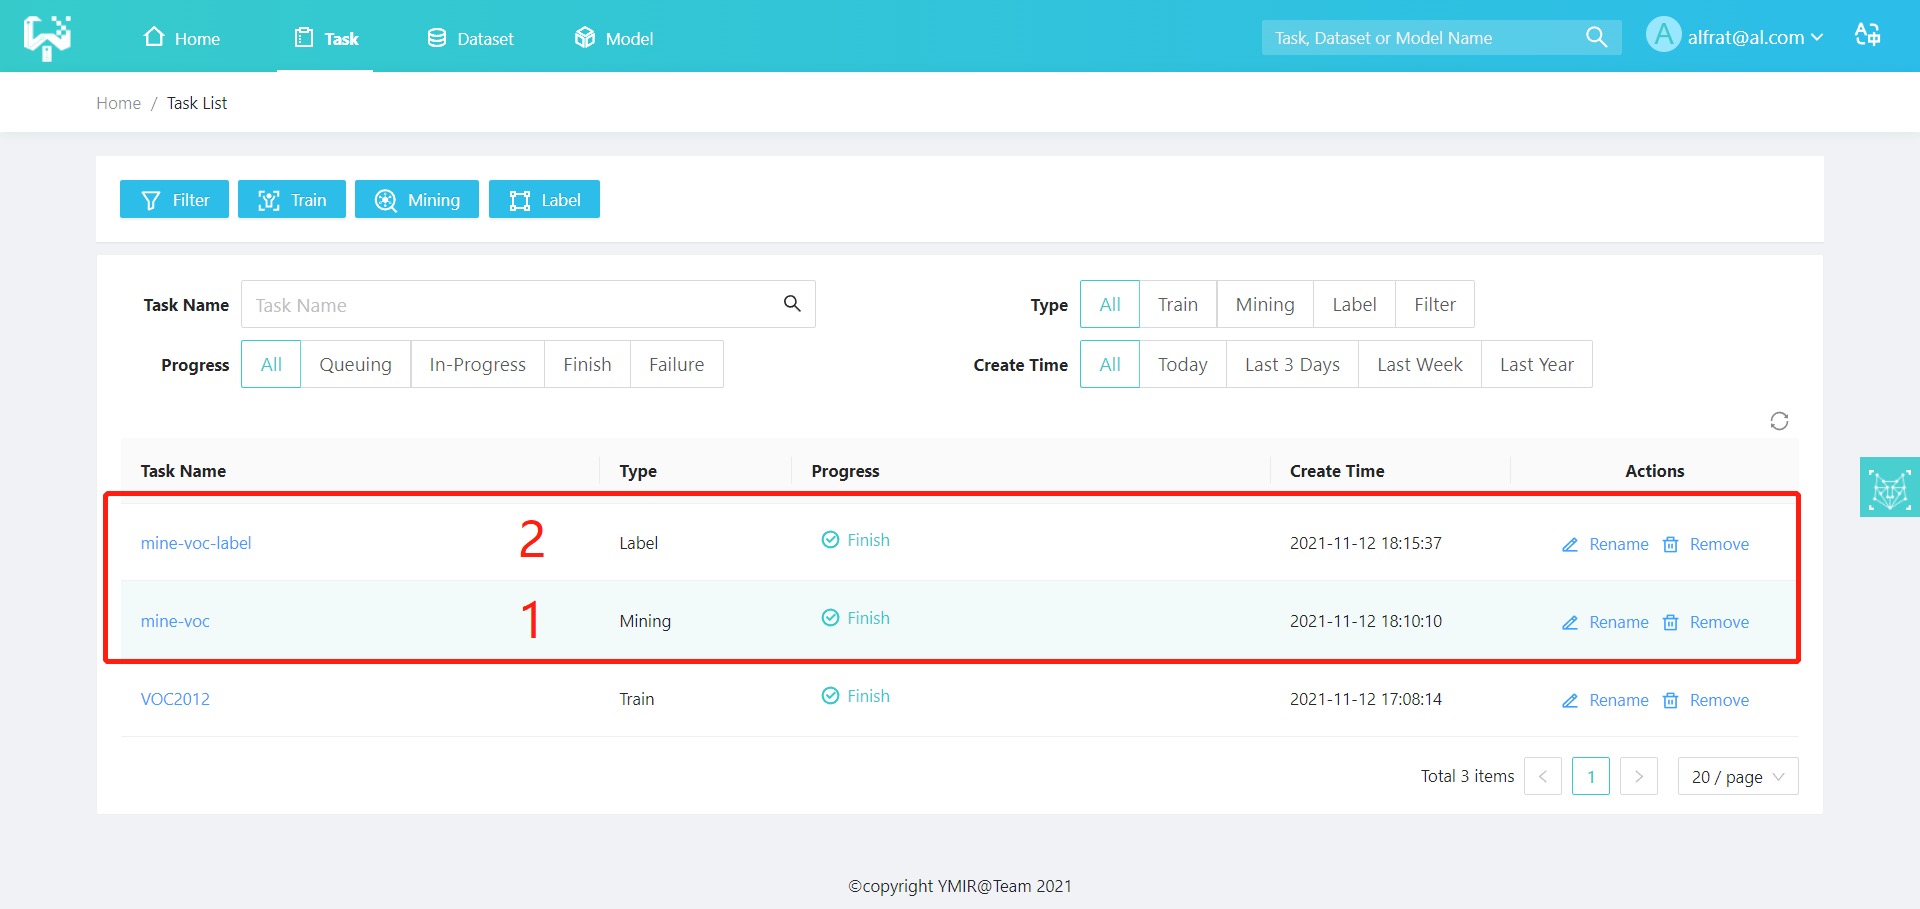 Home Task Dataset Model Task, Dataset or Model Name A alfrat@al.com
Home / Task List
Filter Train Mining Label
Task Name Task Name Type All Train Mining Label Filter
Progress All Queuing In-Progress Finish Failure Create Time All Today Last 3 Days Last Week Last Year
Task Name Type Progress Create Time Actions
mine-voc-label 2 Label Finish 2021-11-12 18:15:37 Rename Remove
mine-voc 1 Mining Finish 2021-11-12 18:10:10 Rename Remove
VOC2012 Train Finish 2021-11-12 17:08:14 Rename Remove
Total 3 items < 1 > 20 / page
©copyright YMIR@Team 2021